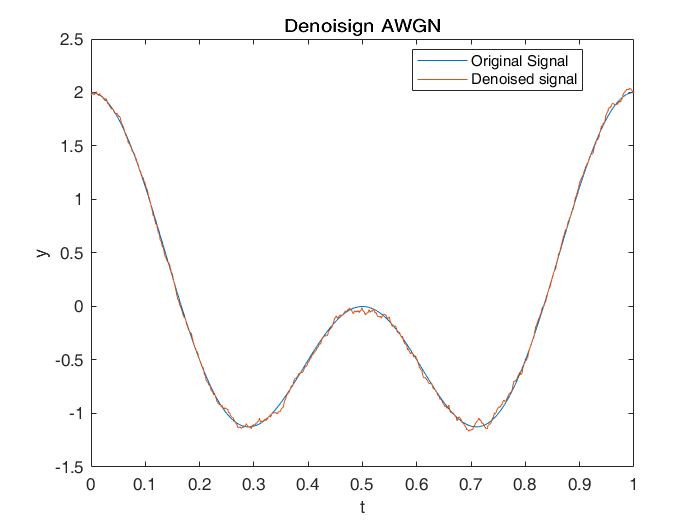 Denoisign AWGN
2.5
Original Signal
Denoised signal
2
1.5
1
0.5
y
0
-0.5
-1
-1.5
0 0.1 0.2 0.3 0.4 0.5 0.6 0.7 0.8 0.9 1
t